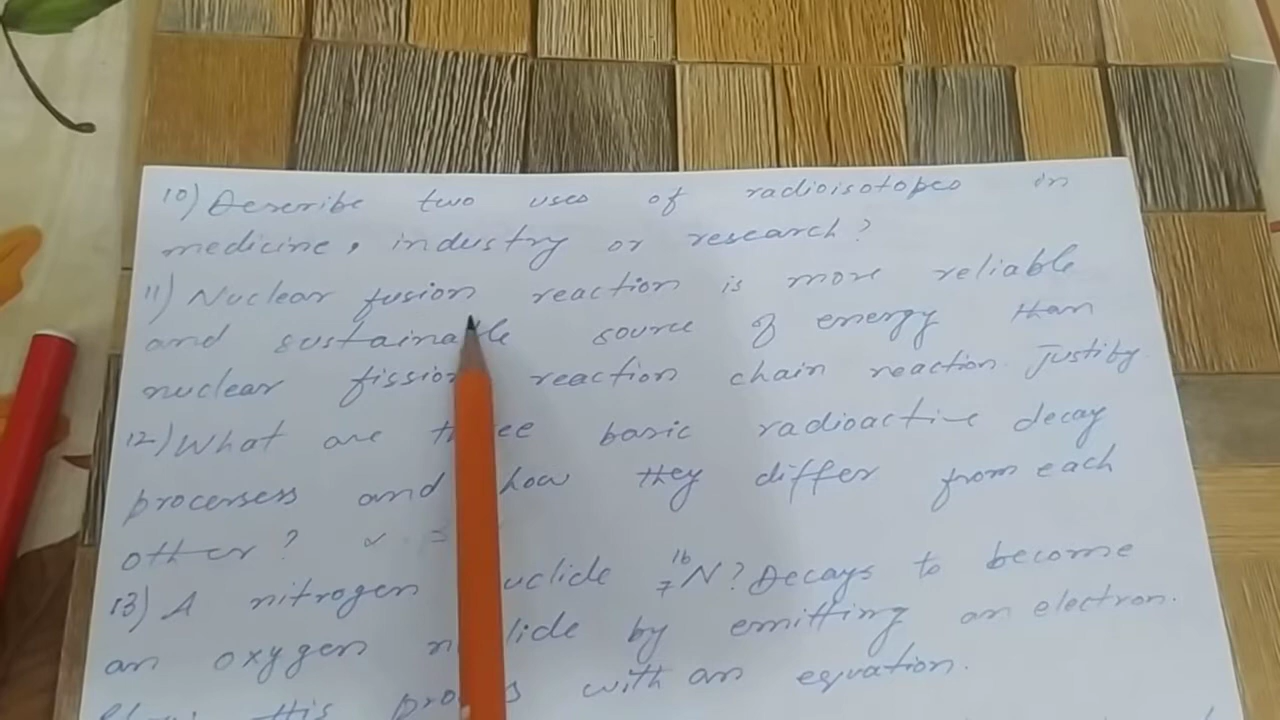 10) Describe two uses of radioisotopes in
medicine, industry or research?
11) Nuclear fusion reaction is more reliable
and sustainable source of energy than
nuclear fission reaction chain reaction. Justify
12) What are three basic radioactive decay
processes and how they differ from each
other?
13) A nitrogen nuclide ¹⁶₇N? Decays to become
an oxygen nuclide by emitting an electron.
this process with an equation.